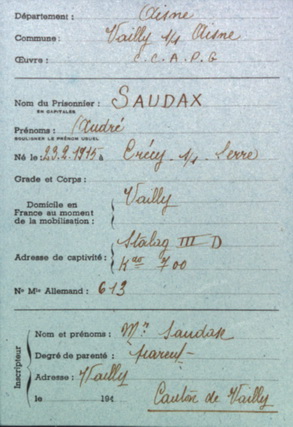 Département : Aisne
Commune : Vailly s/s Aisne
Œuvre : C. C. A. P. G
Nom du Prisonnier : SAUDAX
EN CAPITALES
Prénoms : André
SOULIGNER LE PRÉNOM USUEL
Né le : 23.2.1915 à Crécy s/s Serre
Grade et Corps :
Domicile en France au moment de la mobilisation : Vailly
Adresse de captivité : Stalag III D
Kdo 700
No Mle Allemand : 613
Inscripteur
Nom et prénoms : Mr Saudax
Degré de parenté : parent
Adresse : Vailly
le 194
Canton de Vailly